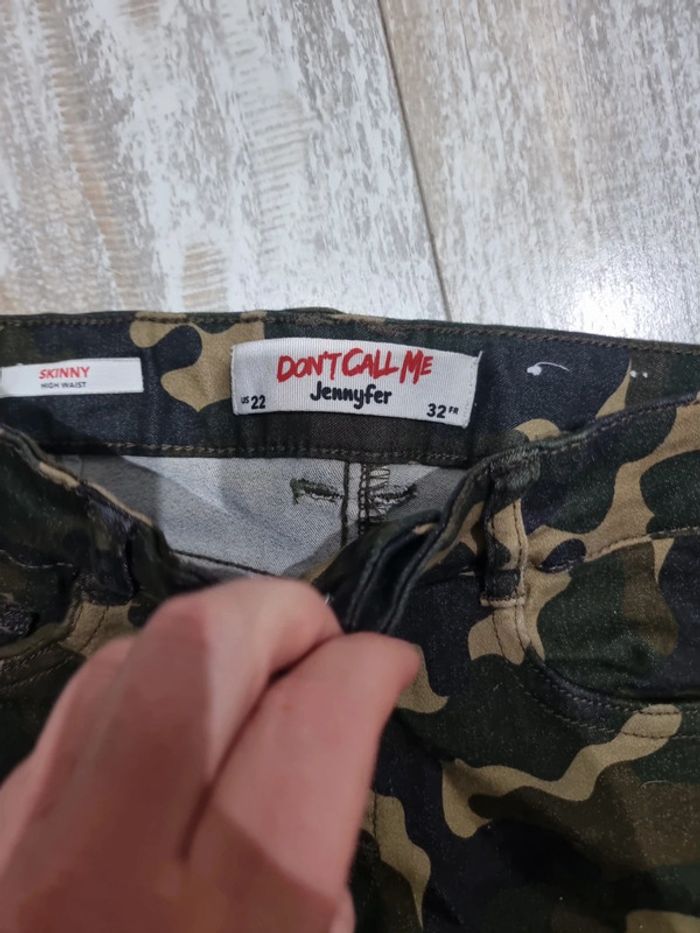 SKINNY
HIGH WAIST
DON'T CALL ME
Jennyfer
US 22
32 FR